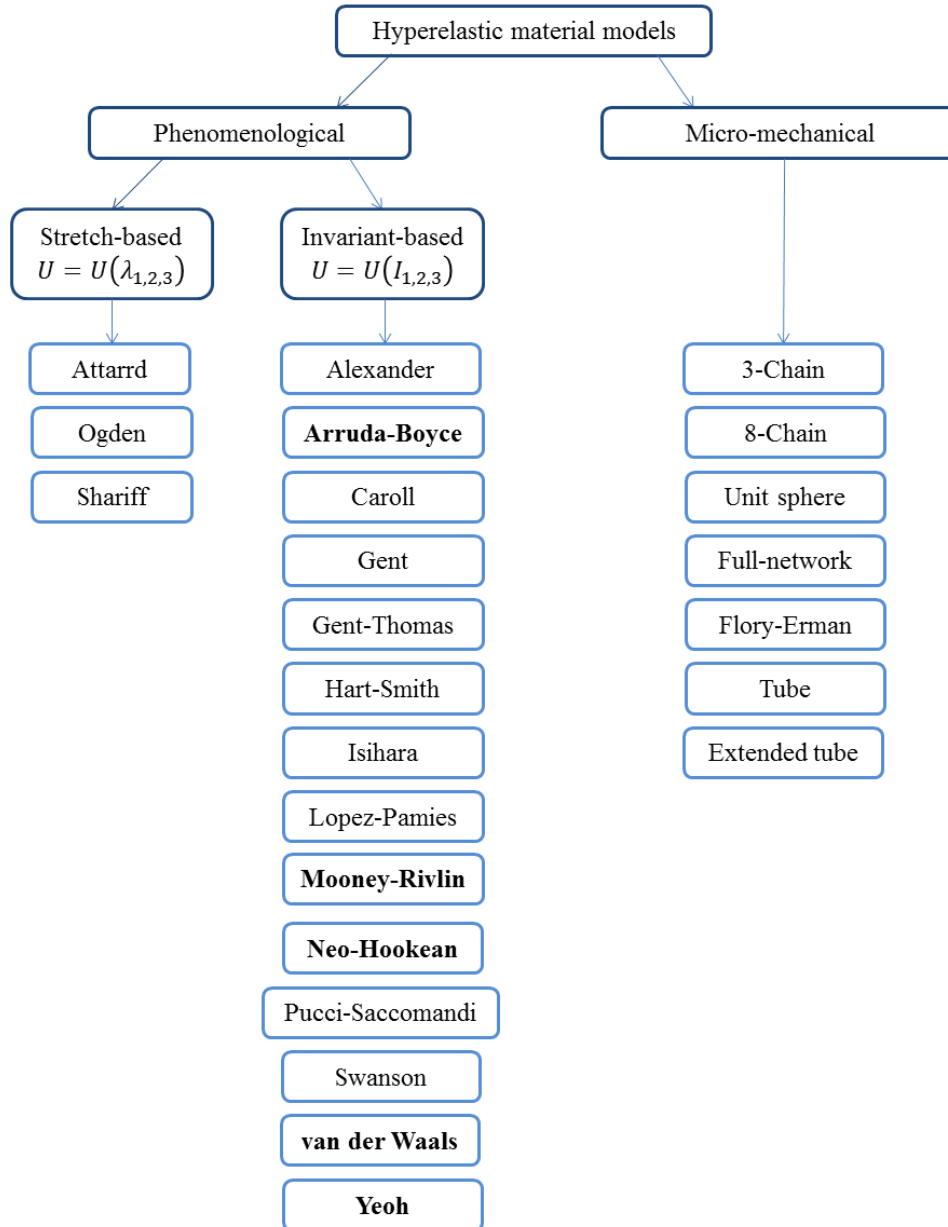 Hyperelastic material models
Phenomenological
Micro-mechanical
Stretch-based
U = U(λ1,2,3)
Invariant-based
U = U(I1,2,3)
Attarrd
Ogden
Shariff
Alexander
Arruda-Boyce
Caroll
Gent
Gent-Thomas
Hart-Smith
Isihara
Lopez-Pamies
Mooney-Rivlin
Neo-Hookean
Pucci-Saccomandi
Swanson
van der Waals
Yeoh
3-Chain
8-Chain
Unit sphere
Full-network
Flory-Erman
Tube
Extended tube